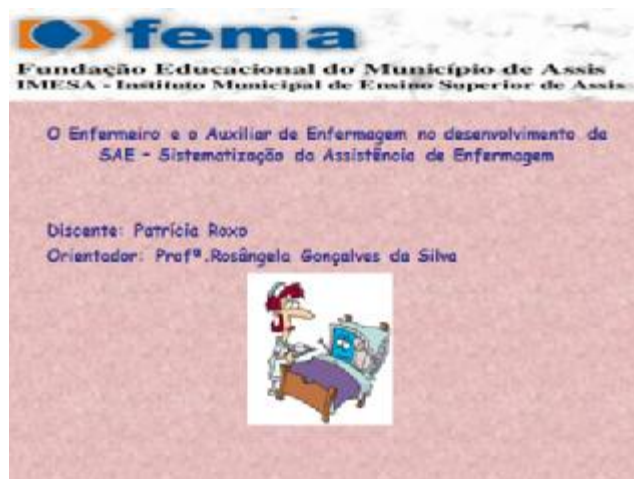 fema
Fundação Educacional do Município de Assis
IMESA - Instituto Municipal de Ensino Superior de Assis
O Enfermeiro e o Auxiliar de Enfermagem no desenvolvimento da
SAE – Sistematização da Assistência de Enfermagem
Discente: Patrícia Roxo
Orientador: Profª.Rosângela Gonçalves da Silva